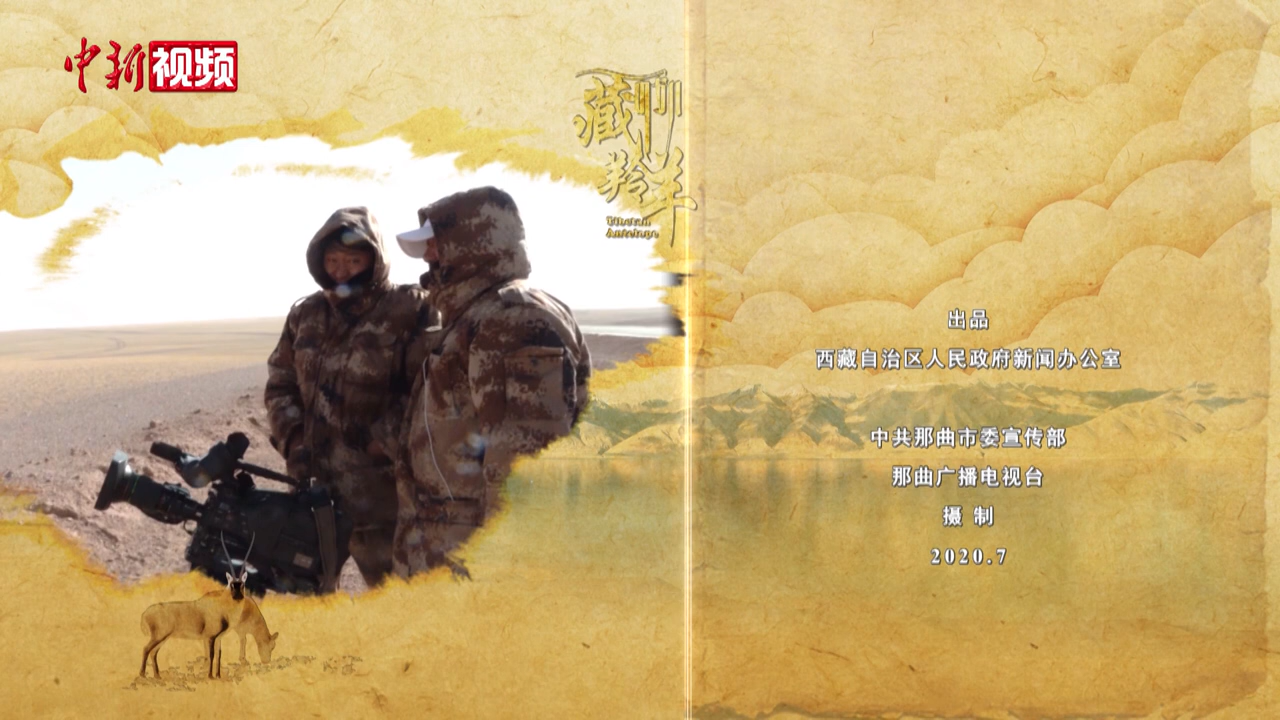 中新视频
藏
羚羊
Tibetan
Antelope
出品
西藏自治区人民政府新闻办公室
中共那曲市委宣传部
那曲广播电视台
摄 制
2020.7